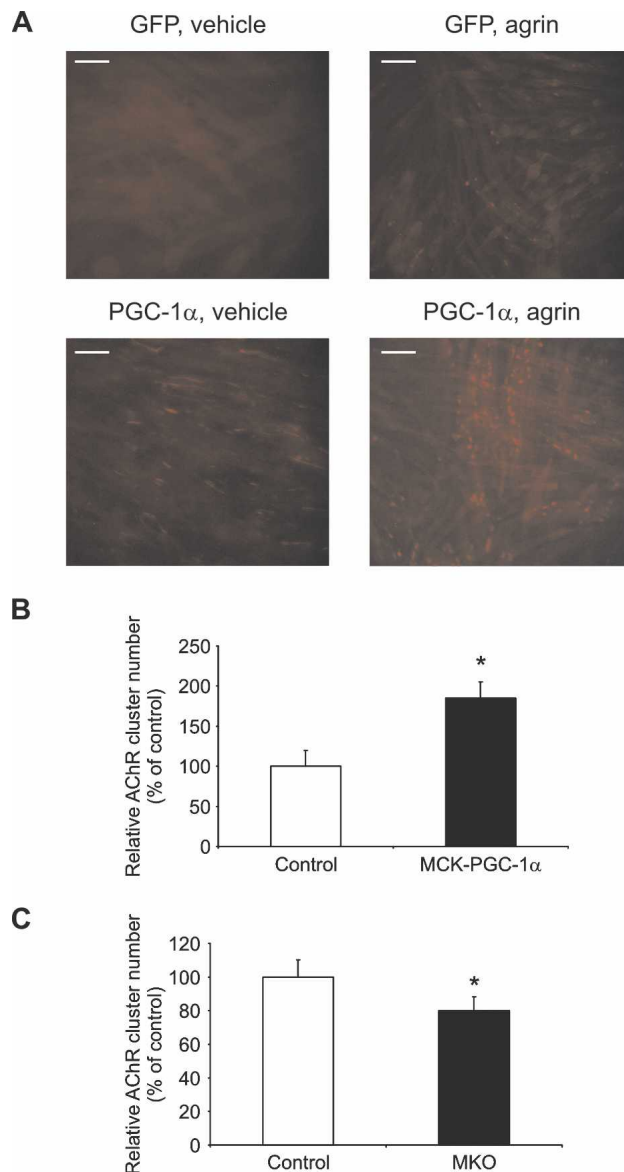 A
GFP, vehicle
GFP, agrin
PGC-1α, vehicle
PGC-1α, agrin
B
Relative AChR cluster number
(% of control)
250
200
150
100
50
0
*
Control
MCK-PGC-1α
C
Relative AChR cluster number
(% of control)
120
100
80
60
40
20
0
*
Control
MKO